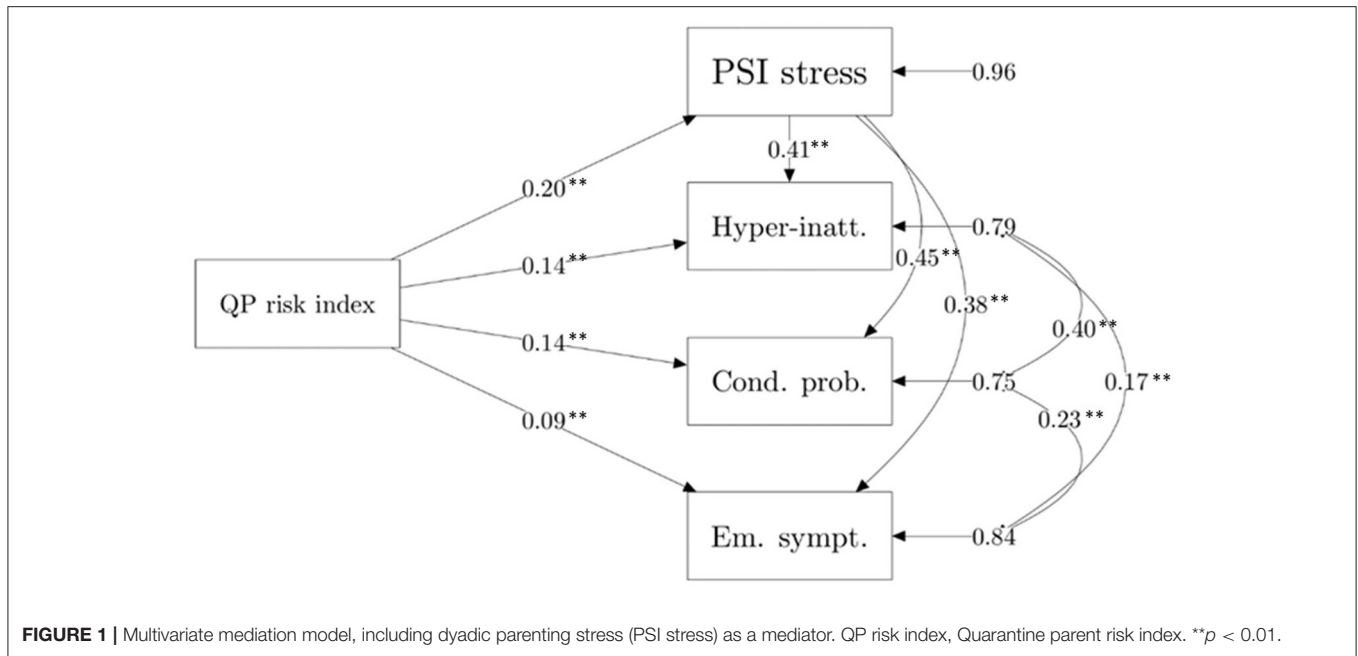 PSI stress
0.96
0.41**
0.20**
Hyper-inatt.
0.79
0.14**
0.45**
QP risk index
0.38**
0.40**
0.14**
Cond. prob.
0.75
0.17**
0.09**
0.23**
Em. sympt.
0.84
FIGURE 1 | Multivariate mediation model, including dyadic parenting stress (PSI stress) as a mediator. QP risk index, Quarantine parent risk index. **p < 0.01.